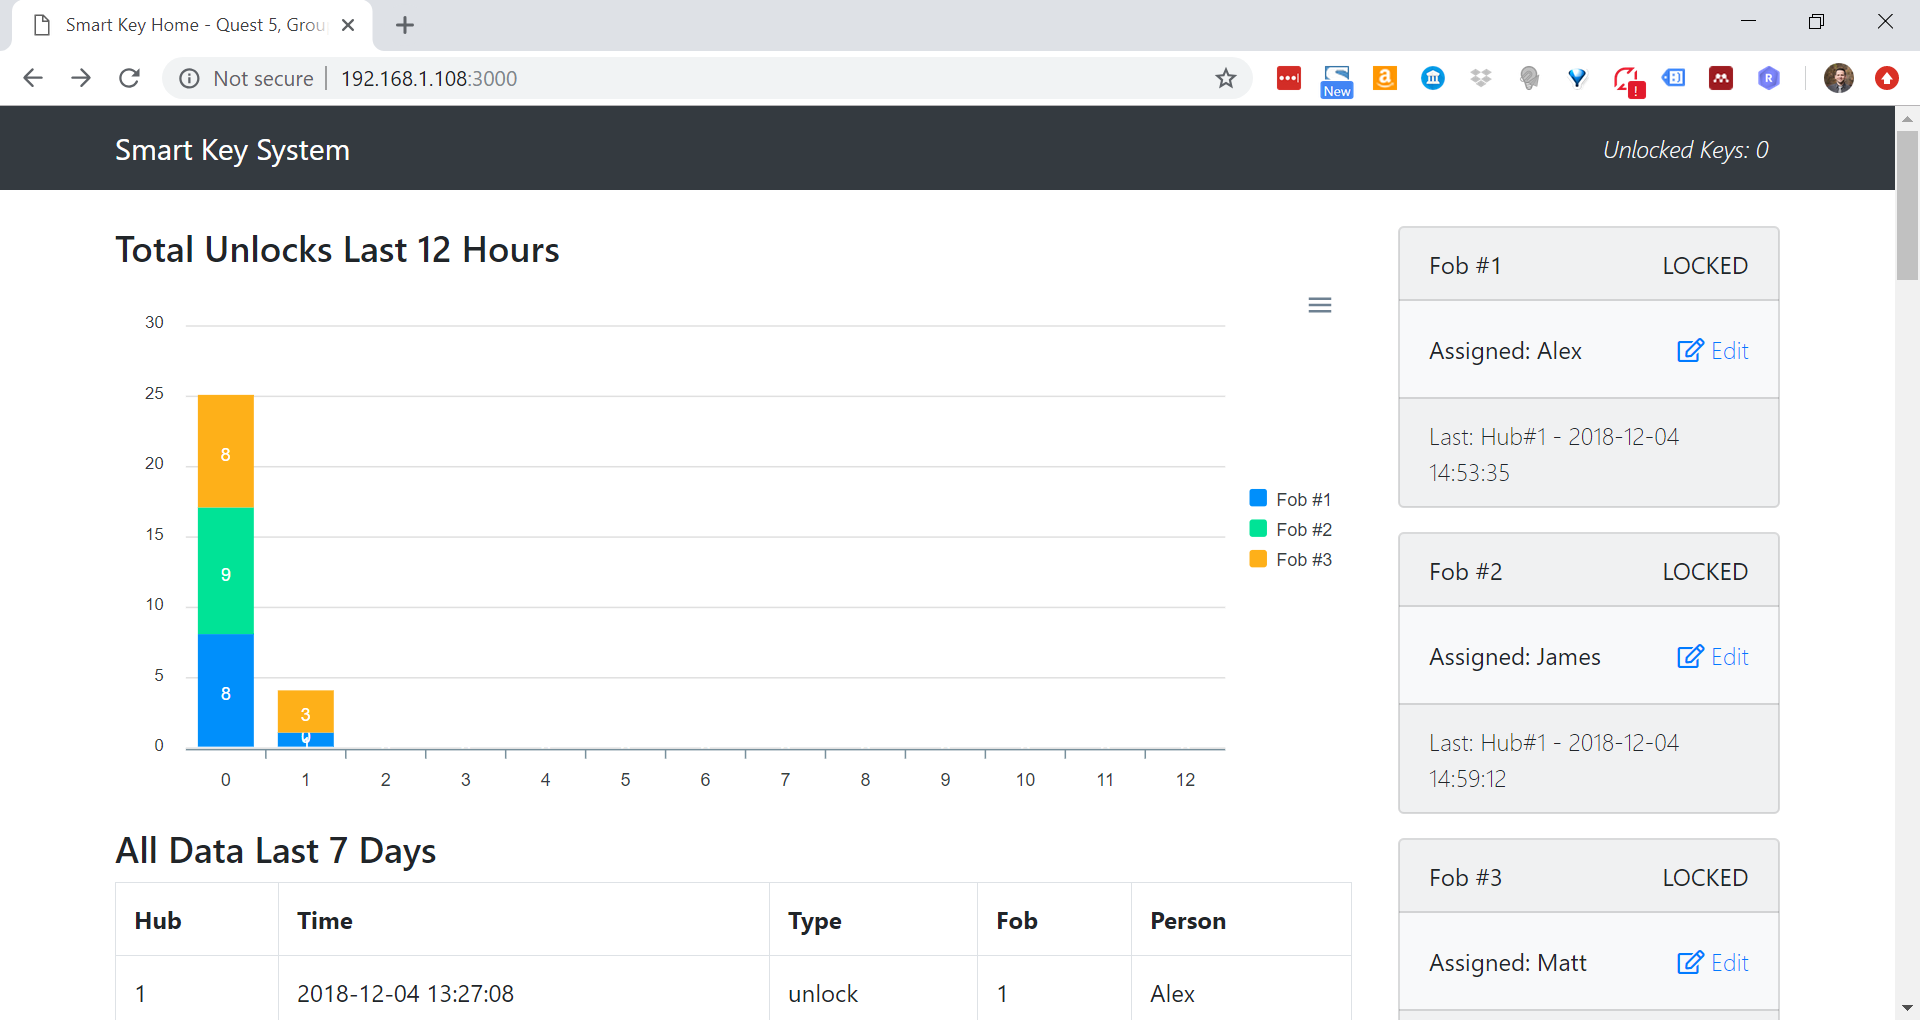 Smart Key Home - Quest 5, Grou
Not secure | 192.168.1.108:3000
New
Smart Key System
Unlocked Keys: 0
Total Unlocks Last 12 Hours
30
25
20
15
10
5
0
8
9
8
3
0 1 2 3 4 5 6 7 8 9 10 11 12
Fob #1
Fob #2
Fob #3
All Data Last 7 Days
Hub Time Type Fob Person
1 2018-12-04 13:27:08 unlock 1 Alex
Fob #1 LOCKED
Assigned: Alex Edit
Last: Hub#1 - 2018-12-04
14:53:35
Fob #2 LOCKED
Assigned: James Edit
Last: Hub#1 - 2018-12-04
14:59:12
Fob #3 LOCKED
Assigned: Matt Edit